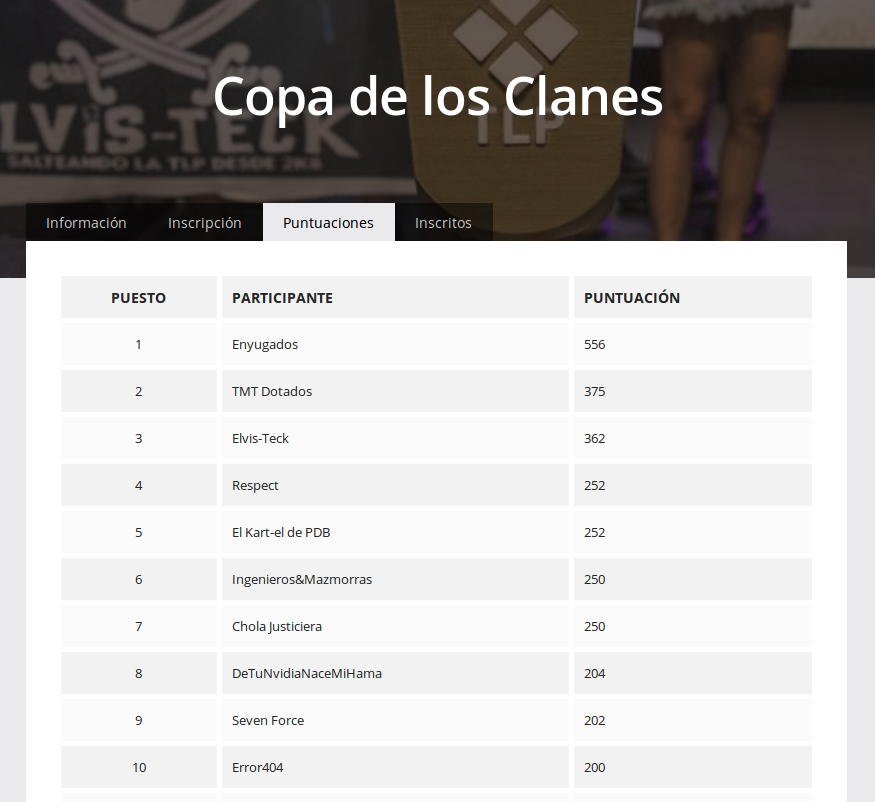 LVIS-TECK
SALTEANDO LA TLP DESDE 2K8
TLP
Copa de los Clanes
Información Inscripción Puntuaciones Inscritos
PUESTO PARTICIPANTE PUNTUACIÓN
1 Enyugados 556
2 TMT Dotados 375
3 Elvis-Teck 362
4 Respect 252
5 El Kart-el de PDB 252
6 Ingenieros&Mazmorras 250
7 Chola Justiciera 250
8 DeTuNvidiaNaceMiHama 204
9 Seven Force 202
10 Error404 200